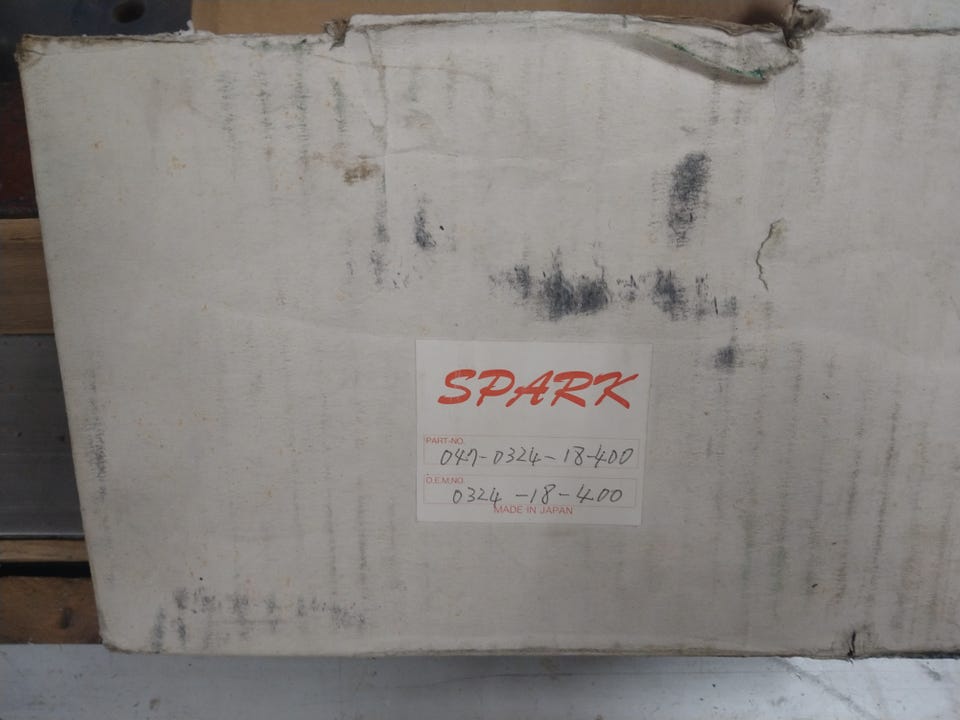 SPARK
PART-NO.
047-0324-18-400
O.E.M.NO.
0324-18-400
MADE IN JAPAN